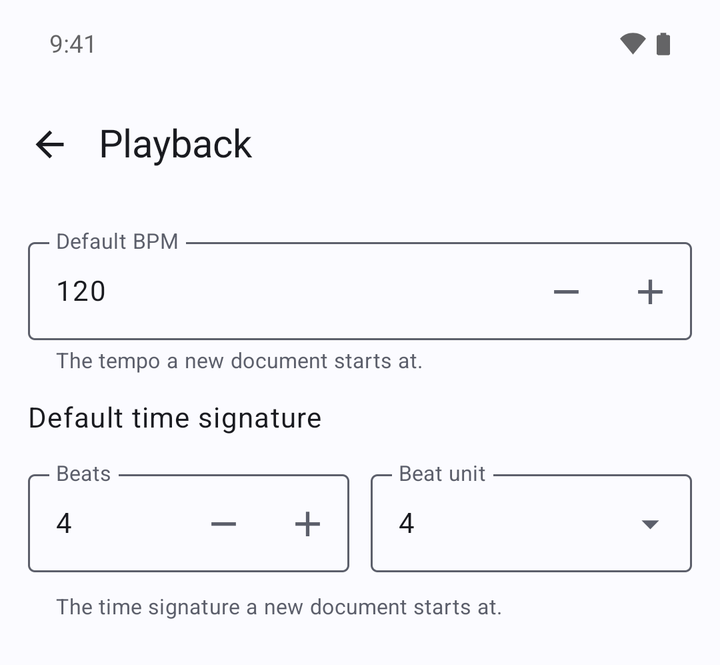 9:41
Playback
Default BPM
120
The tempo a new document starts at.
Default time signature
Beats
4
Beat unit
4
The time signature a new document starts at.